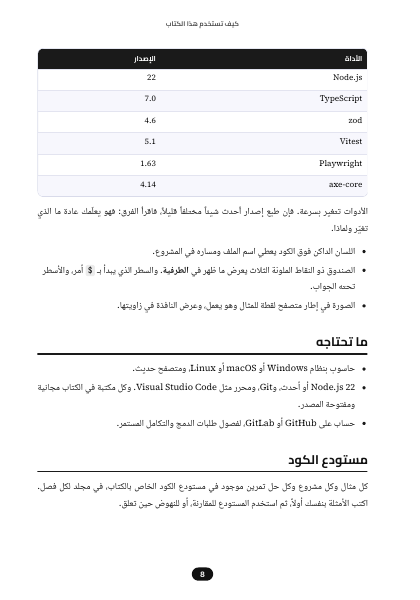 كيف تستخدم هذا الكتاب
الأداة الإصدار
Node.js 22
TypeScript 7.0
zod 4.6
Vitest 5.1
Playwright 1.63
axe-core 4.14
الأدوات تتغير بسرعة. فإن طبع إصدار أحدث شيئاً مختلفاً قليلاً، فاقرأ الفرق: فهو يعلّمك عادة ما الذي
تغيّر ولماذا.
• اللسان الداكن فوق الكود يعطي اسم الملف ومساره في المشروع.
• الصندوق ذو النقاط الملونة الثلاث يعرض ما ظهر في الطرفية. والسطر الذي يبدأ بـ $ أمر، والأسطر
تحته الجواب.
• الصورة في إطار متصفح لقطة للمثال وهو يعمل، وعرض النافذة في زاويتها.
ما تحتاجه
• حاسوب بنظام Windows أو macOS أو Linux، ومتصفح حديث.
• Node.js 22 أو أحدث، وGit، ومحرر مثل Visual Studio Code. وكل مكتبة في الكتاب مجانية
ومفتوحة المصدر.
• حساب على GitHub أو GitLab، لفصول طلبات الدمج والتكامل المستمر.
مستودع الكود
كل مثال وكل مشروع وكل حل تمرين موجود في مستودع الكود الخاص بالكتاب، في مجلد لكل فصل.
اكتب الأمثلة بنفسك أولاً، ثم استخدم المستودع للمقارنة، أو للنهوض حين تعلق.
8